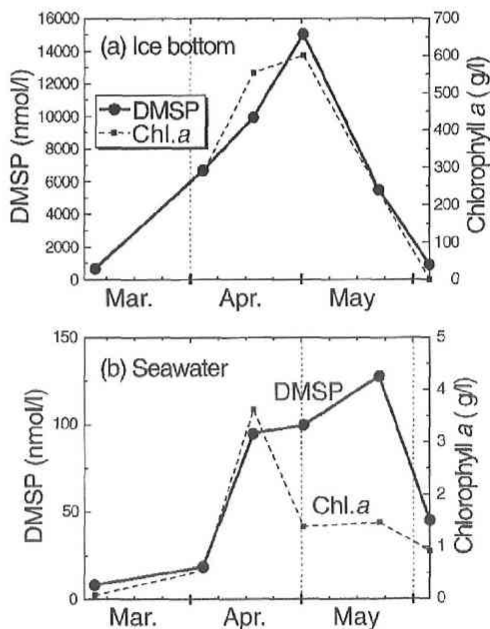 (a) Ice bottom
DMSP
Chl.a
DMSP (nmol/l)
16000
14000
12000
10000
8000
6000
4000
2000
0
Chlorophyll a ( g/l)
700
600
500
400
300
200
100
0
Mar. Apr. May
(b) Seawater
DMSP
Chl.a
DMSP (nmol/l)
150
100
50
0
Chlorophyll a ( g/l)
5
4
3
2
1
0
Mar. Apr. May